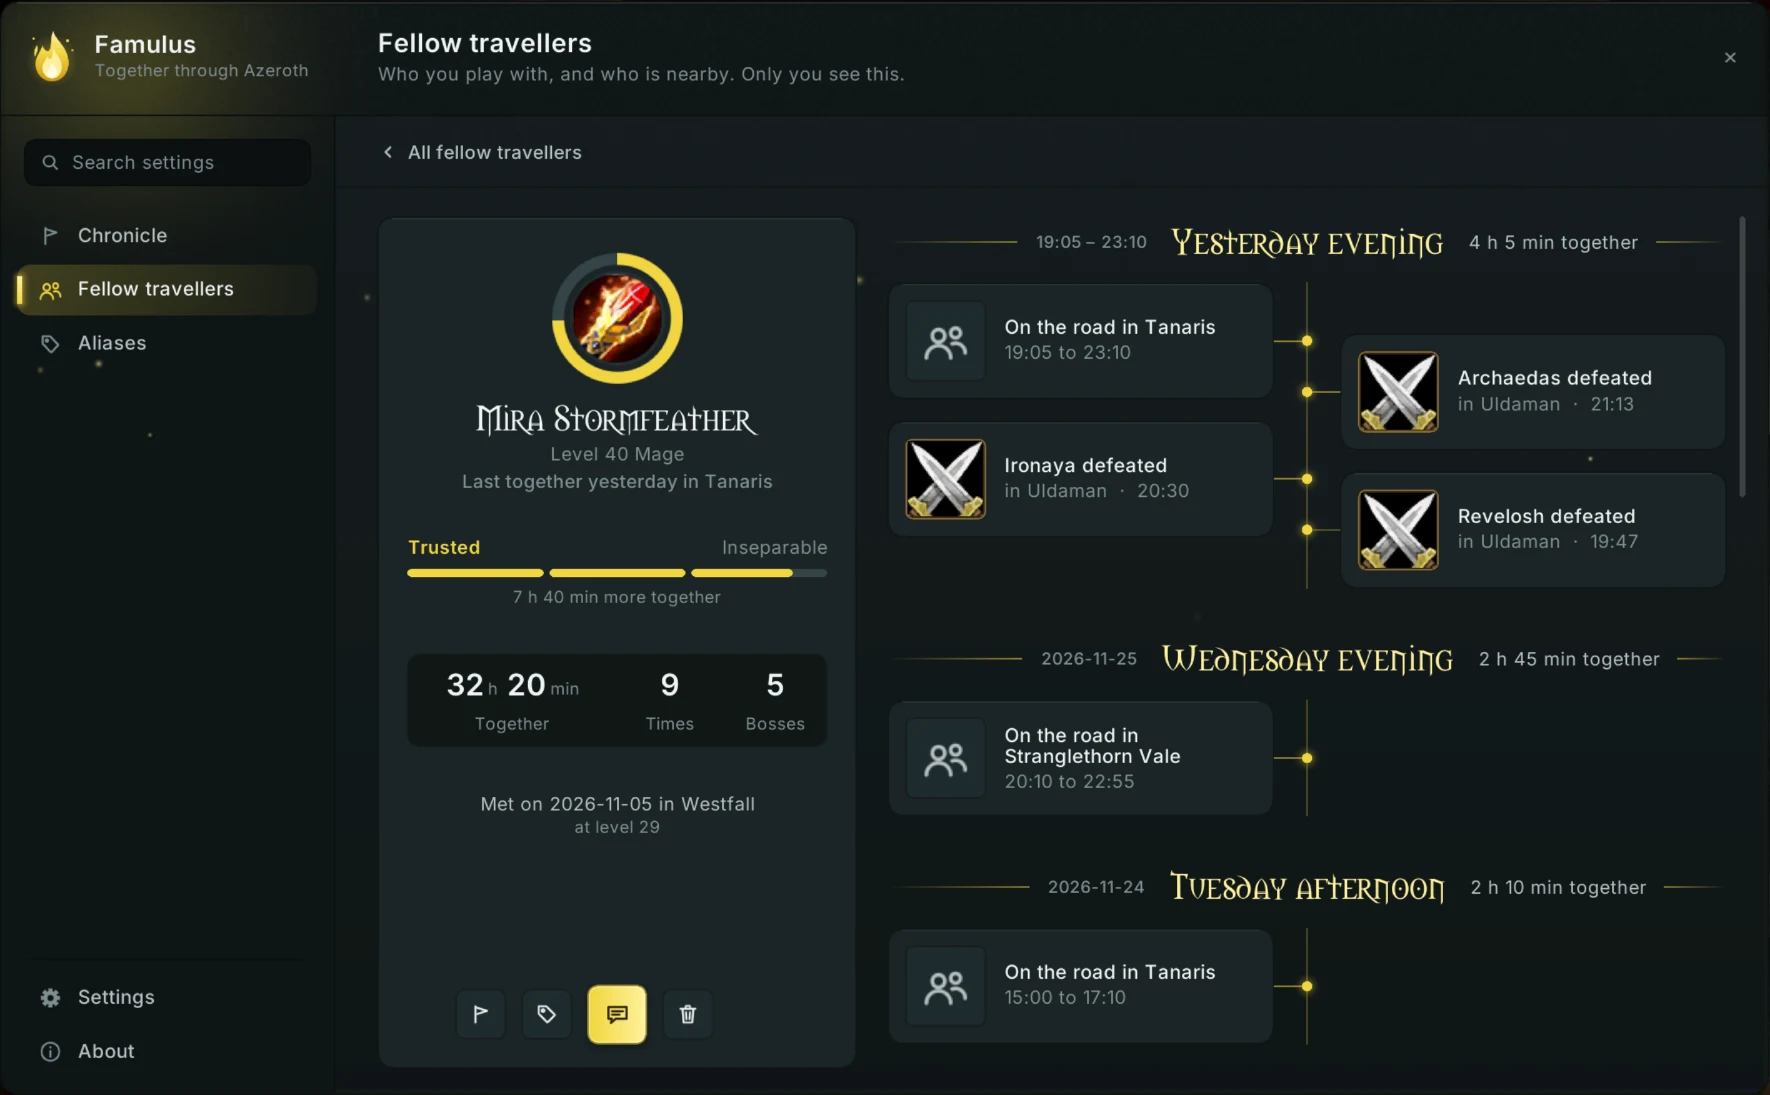 Famulus
Together through Azeroth
Fellow travellers
Who you play with, and who is nearby. Only you see this.
Search settings
Chronicle
Fellow travellers
Aliases
Settings
About
All fellow travellers
Mira Stormfeather
Level 40 Mage
Last together yesterday in Tanaris
Trusted Inseparable
7 h 40 min more together
32 h 20 min 9 5
Together Times Bosses
Met on 2026-11-05 in Westfall
at level 29
19:05 – 23:10 Yesterday evening 4 h 5 min together
On the road in Tanaris
19:05 to 23:10
Archaedas defeated
in Uldaman · 21:13
Ironaya defeated
in Uldaman · 20:30
Revelosh defeated
in Uldaman · 19:47
2026-11-25 Wednesday evening 2 h 45 min together
On the road in
Stranglethorn Vale
20:10 to 22:55
2026-11-24 Tuesday afternoon 2 h 10 min together
On the road in Tanaris
15:00 to 17:10